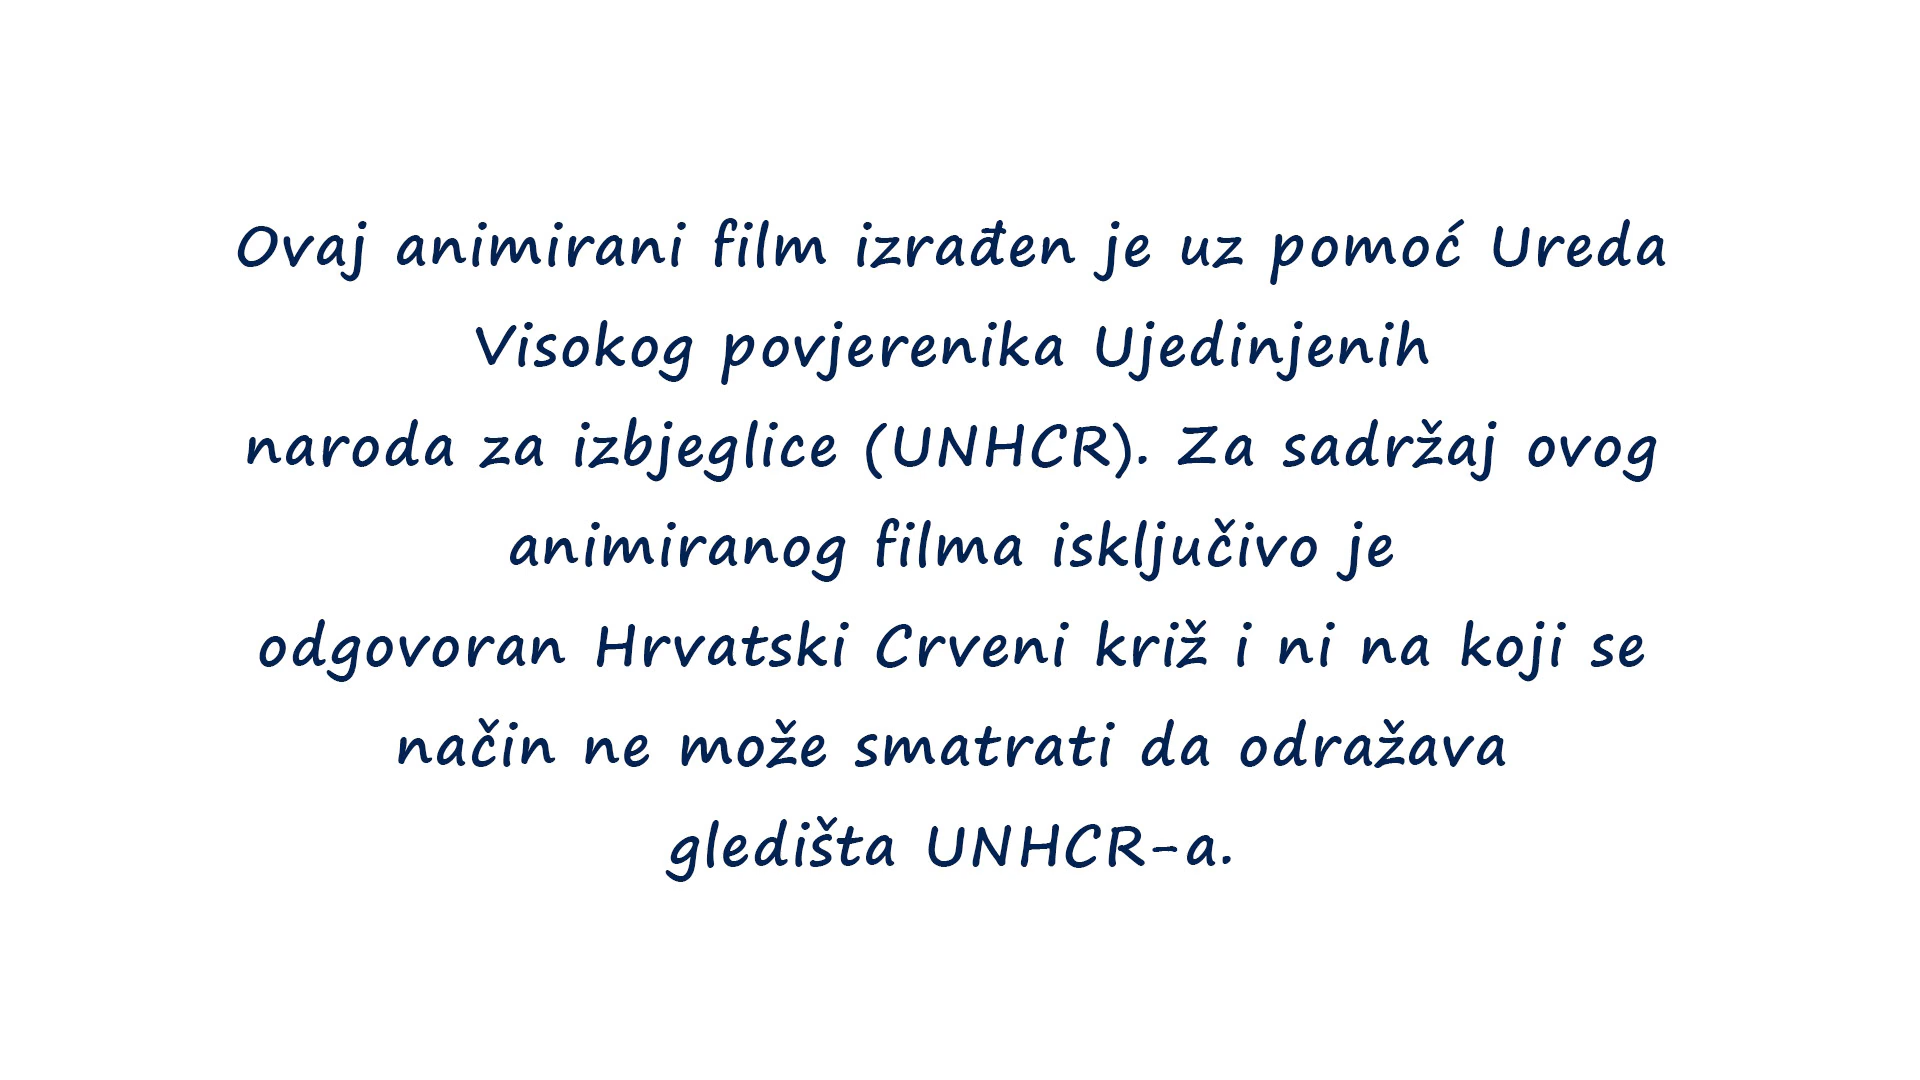 Ovaj animirani film izrađen je uz pomoć Ureda
Visokog povjerenika Ujedinjenih
naroda za izbjeglice (UNHCR). Za sadržaj ovog
animiranog filma isključivo je
odgovoran Hrvatski Crveni križ i ni na koji se
način ne može smatrati da odražava
gledišta UNHCR-a.